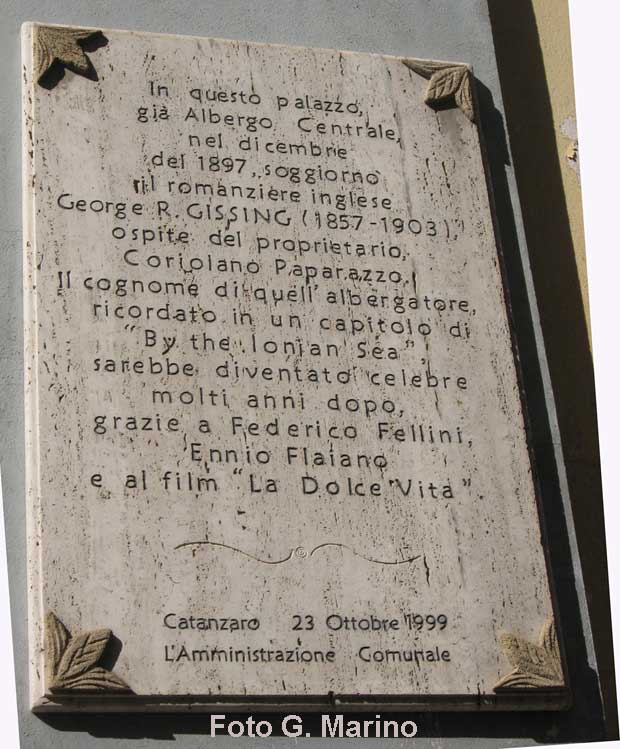 In questo palazzo,
già Albergo Centrale,
nel dicembre
del 1897, soggiornò
il romanziere inglese
George R. GISSING (1857-1903),
ospite del proprietario,
Coriolano Paparazzo.
Il cognome di quell'albergatore,
ricordato in un capitolo di
"By the Ionian Sea",
sarebbe diventato celebre
molti anni dopo,
grazie a Federico Fellini,
Ennio Flaiano
e al film "La Dolce Vita".
Catanzaro 23 Ottobre 1999
L'Amministrazione Comunale
Foto G. Marino